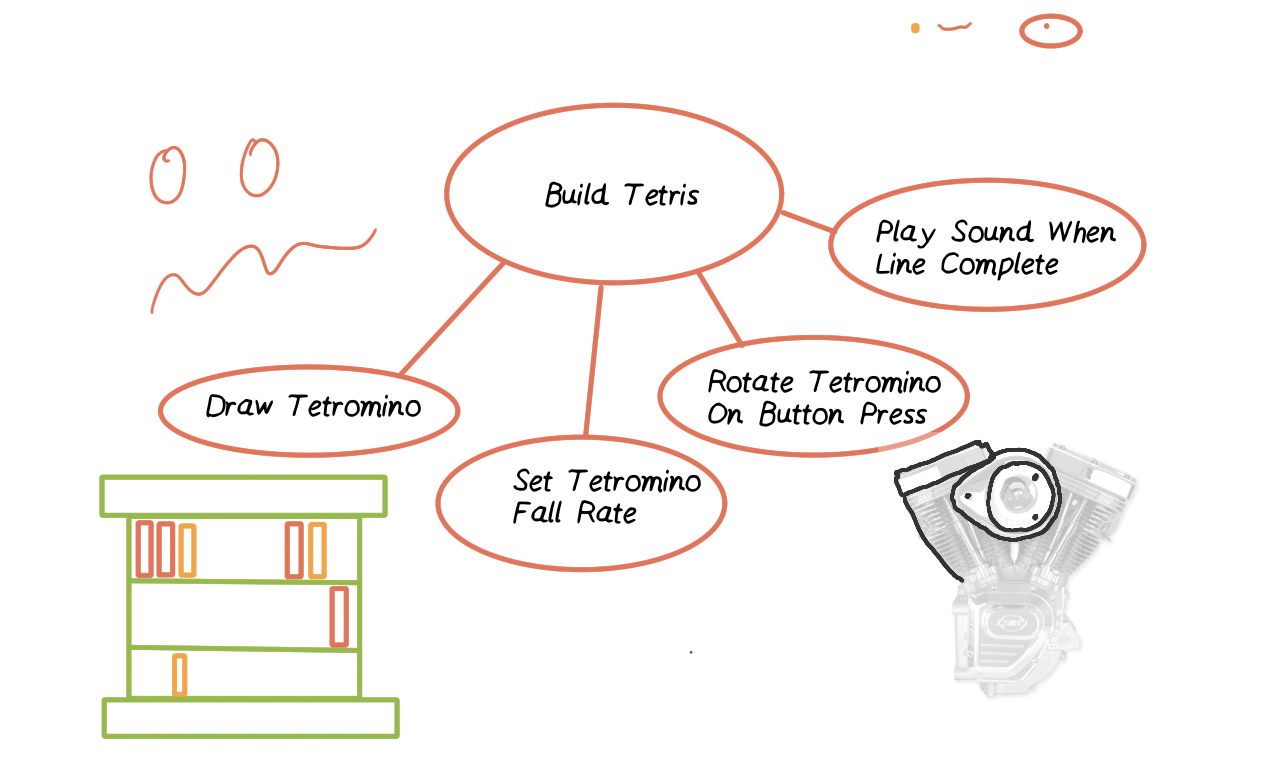 Build Tetris
Play Sound When
Line Complete
Draw Tetromino
Rotate Tetromino
On Button Press
Set Tetromino
Fall Rate